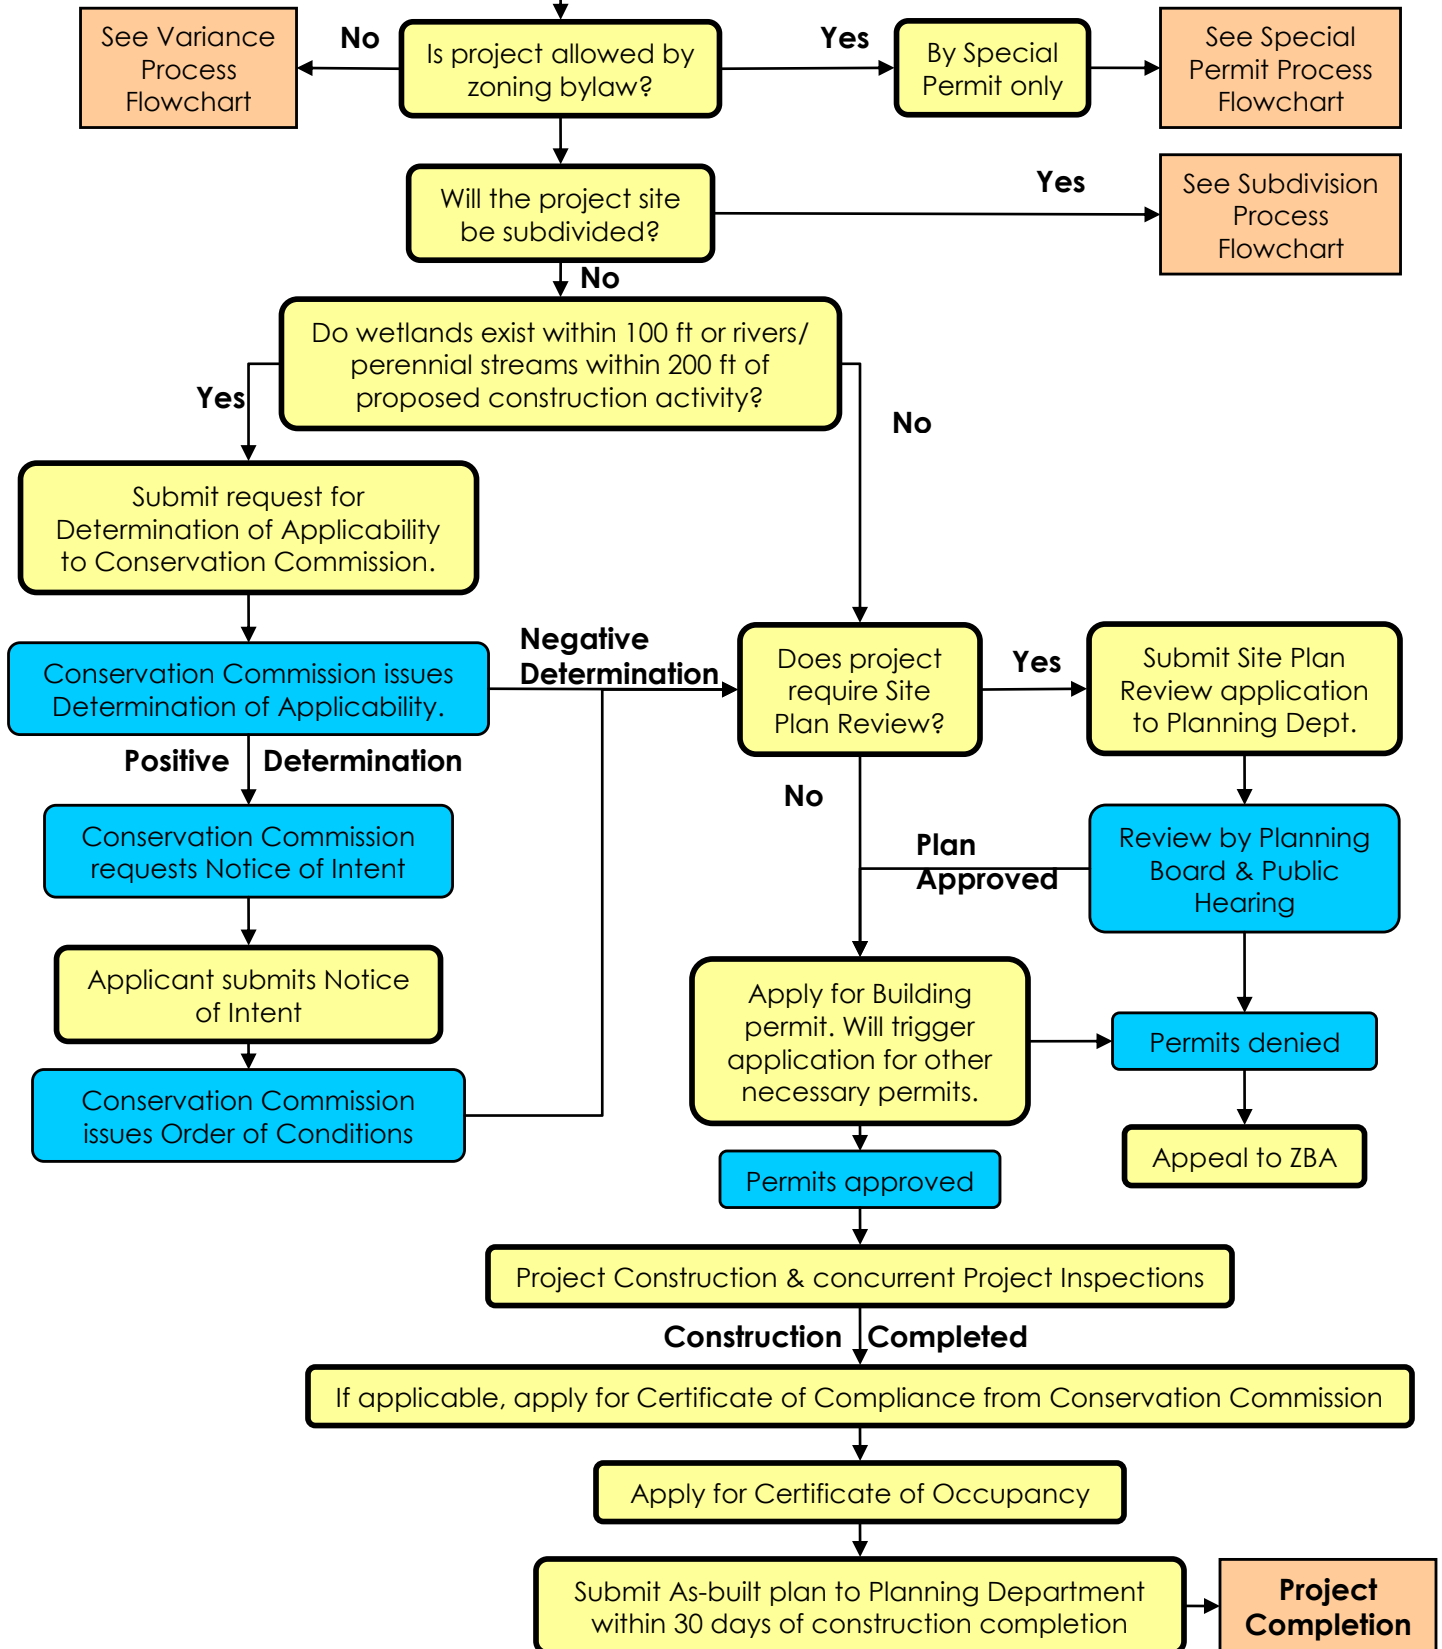 See Variance
Process
Flowchart
No
Is project allowed by
zoning bylaw?
Yes
By Special
Permit only
See Special
Permit Process
Flowchart
Will the project site
be subdivided?
Yes
See Subdivision
Process
Flowchart
No
Do wetlands exist within 100 ft or rivers/
perennial streams within 200 ft of
proposed construction activity?
Yes
No
Submit request for
Determination of Applicability
to Conservation Commission.
Conservation Commission issues
Determination of Applicability.
Negative
Determination
Does project
require Site
Plan Review?
Yes
Submit Site Plan
Review application
to Planning Dept.
Positive Determination
No
Conservation Commission
requests Notice of Intent
Plan
Approved
Review by Planning
Board & Public
Hearing
Applicant submits Notice
of Intent
Apply for Building
permit. Will trigger
application for other
necessary permits.
Permits denied
Conservation Commission
issues Order of Conditions
Appeal to ZBA
Permits approved
Project Construction & concurrent Project Inspections
Construction Completed
If applicable, apply for Certificate of Compliance from Conservation Commission
Apply for Certificate of Occupancy
Submit As-built plan to Planning Department
within 30 days of construction completion
Project
Completion